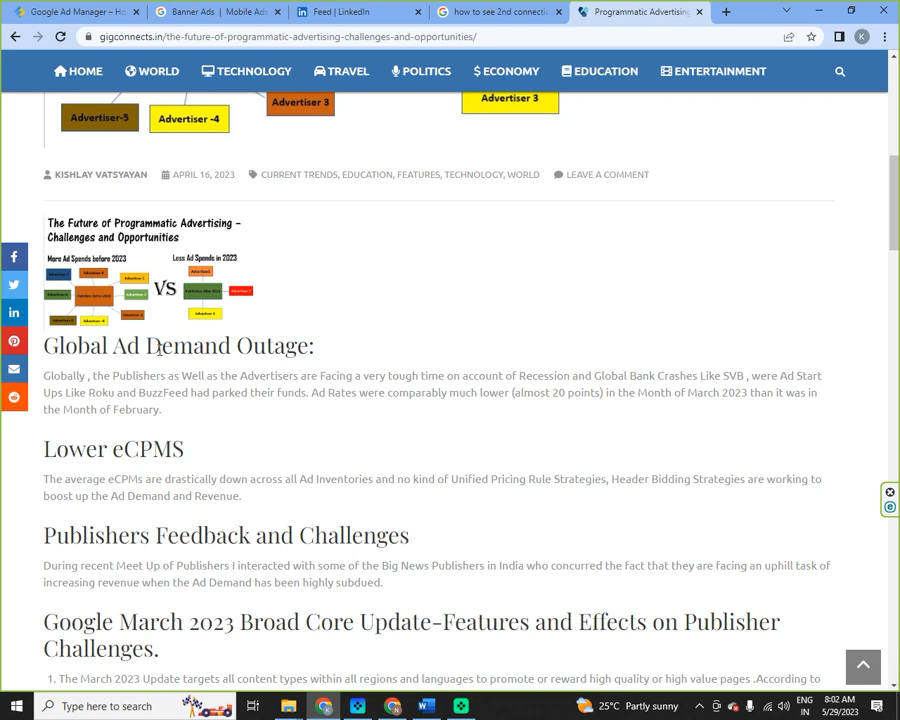 Google Ad Manager – Ho
Banner Ads | Mobile Ads
Feed | LinkedIn
how to see 2nd connection
Programmatic Advertising
gigconnects.in/the-future-of-programmatic-advertising-challenges-and-opportunities/
K
HOME
WORLD
TECHNOLOGY
TRAVEL
POLITICS
$ ECONOMY
EDUCATION
ENTERTAINMENT
Advertiser-5
Advertiser -4
Advertiser 3
Advertiser 3
KISHLAY VATSYAYAN
APRIL 16, 2023
CURRENT TRENDS, EDUCATION, FEATURES, TECHNOLOGY, WORLD
LEAVE A COMMENT
The Future of Programmatic Advertising –
Challenges and Opportunities
More Ad Spends before 2023
Less Ad Spends in 2023
VS
Global Ad Demand Outage:
Globally , the Publishers as Well as the Advertisers are Facing a very tough time on account of Recession and Global Bank Crashes Like SVB , were Ad Start
Ups Like Roku and BuzzFeed had parked their funds. Ad Rates were comparably much lower (almost 20 points) in the Month of March 2023 than it was in
the Month of February.
Lower eCPMS
The average eCPMs are drastically down across all Ad Inventories and no kind of Unified Pricing Rule Strategies, Header Bidding Strategies are working to
boost up the Ad Demand and Revenue.
Publishers Feedback and Challenges
During recent Meet Up of Publishers I interacted with some of the Big News Publishers in India who concurred the fact that they are facing an uphill task of
increasing revenue when the Ad Demand has been highly subdued.
Google March 2023 Broad Core Update-Features and Effects on Publisher
Challenges.
1. The March 2023 Update targets all content types within all regions and languages to promote or reward high quality or high value pages .According to
Type here to search
25°C Partly sunny
ENG
IN
8:02 AM
5/29/2023